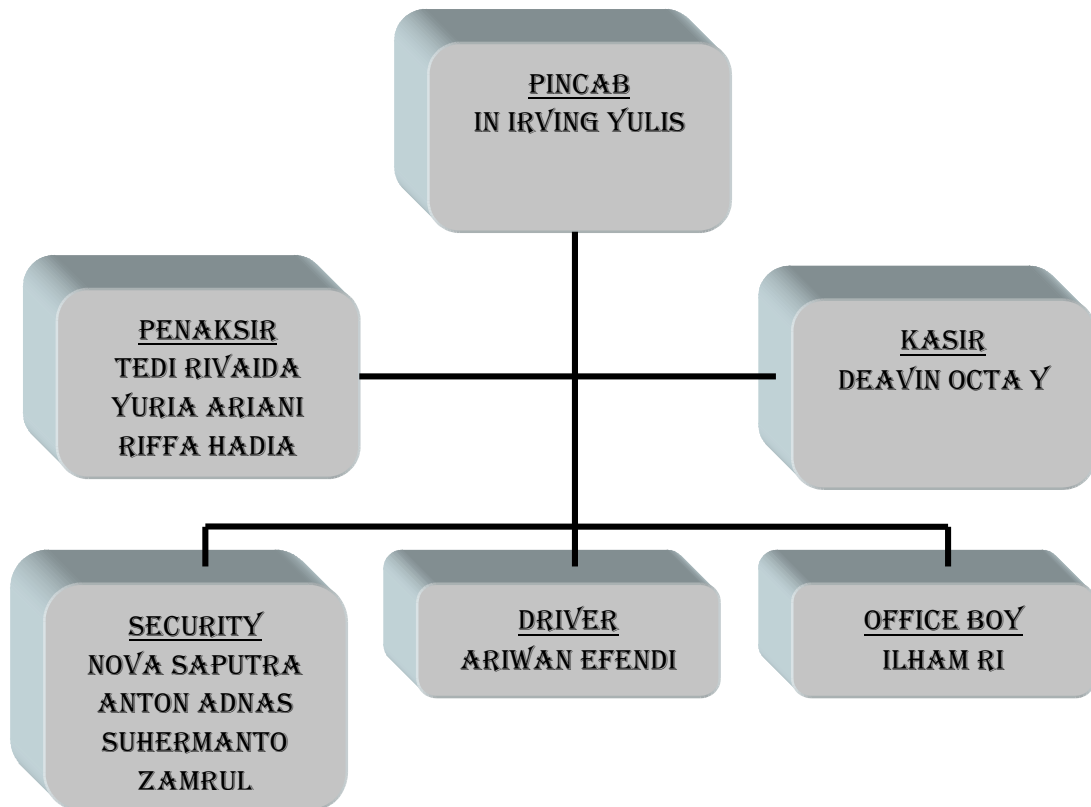 PINCAB
IN IRVING YULIS
PENAKSIR
TEDI RIVAIDA
YURIA ARIANI
RIFFA HADIA
KASIR
DEAVIN OCTA Y
SECURITY
NOVA SAPUTRA
ANTON ADNAS
SUHERMANTO
ZAMRUL
DRIVER
ARIWAN EFENDI
OFFICE BOY
ILHAM RI